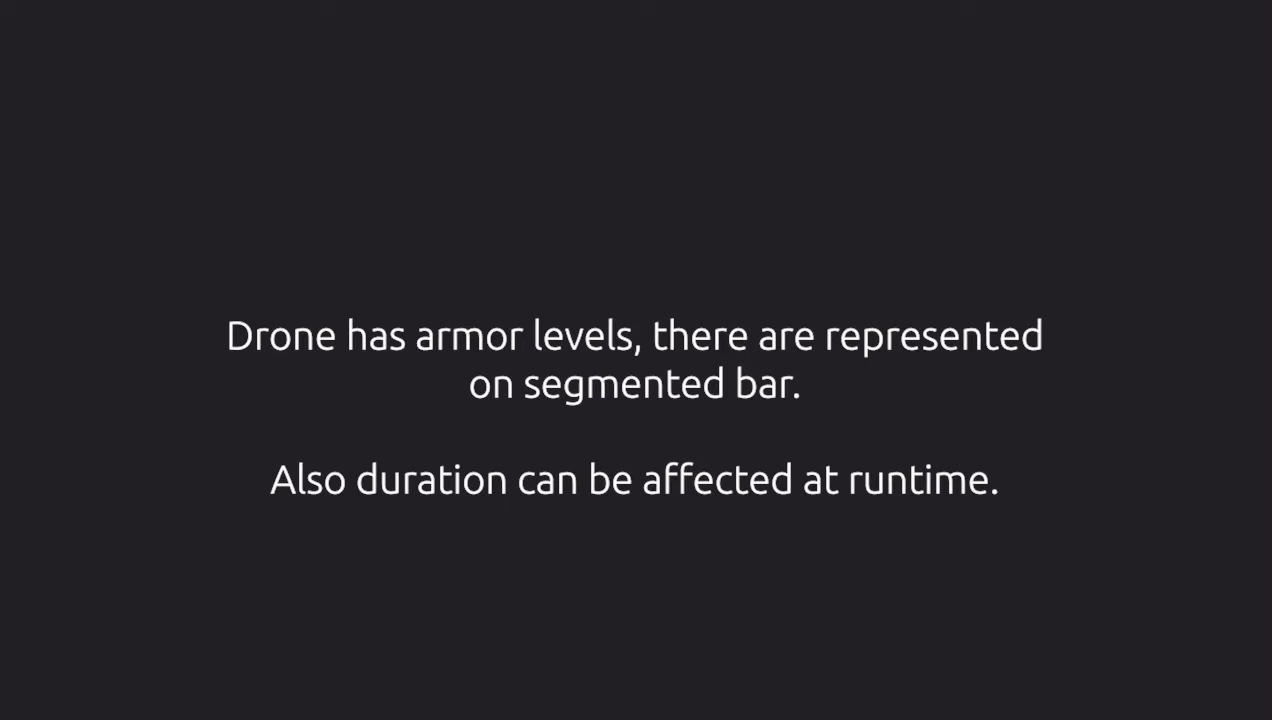 Drone has armor levels, there are represented
on segmented bar.
Also duration can be affected at runtime.